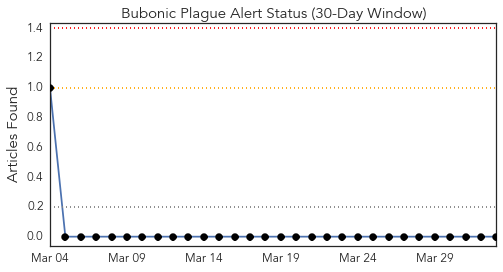 Bubonic Plague Alert Status (30-Day Window)
1.4
1.2
1.0
0.8
0.6
0.4
0.2
0.0
Articles Found
Mar 04 Mar 09 Mar 14 Mar 19 Mar 24 Mar 29